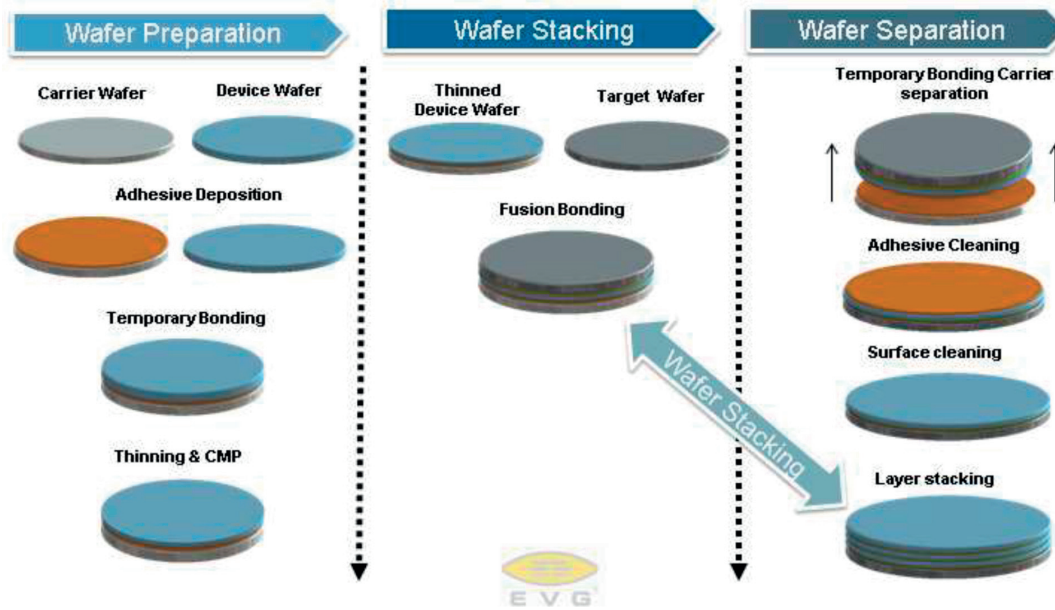 Wafer Preparation
Carrier Wafer
Device Wafer
Adhesive Deposition
Temporary Bonding
Thinning & CMP
Wafer Stacking
Thinned
Device Wafer
Target Wafer
Fusion Bonding
Wafer Stacking
EVG
Wafer Separation
Temporary Bonding Carrier
separation
Adhesive Cleaning
Surface cleaning
Layer stacking